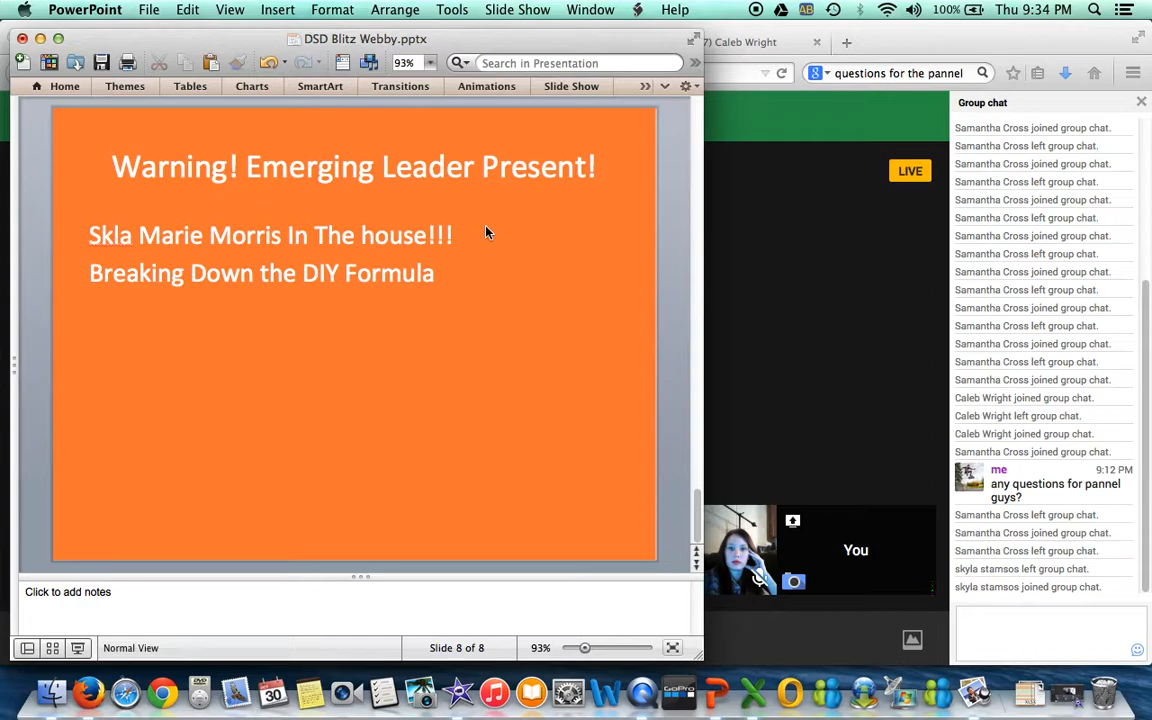 PowerPoint File Edit View Insert Format Arrange Tools Slide Show Window Help 100% Thu 9:34 PM
DSD Blitz Webby.pptx
7) Caleb Wright
93% Search in Presentation
questions for the pannel
Home Themes Tables Charts SmartArt Transitions Animations Slide Show
Warning! Emerging Leader Present!
Skla Marie Morris In The house!!!
Breaking Down the DIY Formula
Click to add notes
Normal View Slide 8 of 8 93%
LIVE
You
Group chat
Samantha Cross joined group chat.
Samantha Cross left group chat.
Samantha Cross joined group chat.
Samantha Cross left group chat.
Samantha Cross joined group chat.
Samantha Cross left group chat.
Samantha Cross joined group chat.
Samantha Cross left group chat.
Samantha Cross joined group chat.
Samantha Cross left group chat.
Samantha Cross joined group chat.
Samantha Cross left group chat.
Samantha Cross joined group chat.
Samantha Cross left group chat.
Samantha Cross joined group chat.
Caleb Wright joined group chat.
Caleb Wright left group chat.
Caleb Wright joined group chat.
Samantha Cross joined group chat.
me 9:12 PM
any questions for pannel
guys?
Samantha Cross left group chat.
Samantha Cross joined group chat.
Samantha Cross left group chat.
skyla stamsos left group chat.
skyla stamsos joined group chat.
30
GoPro